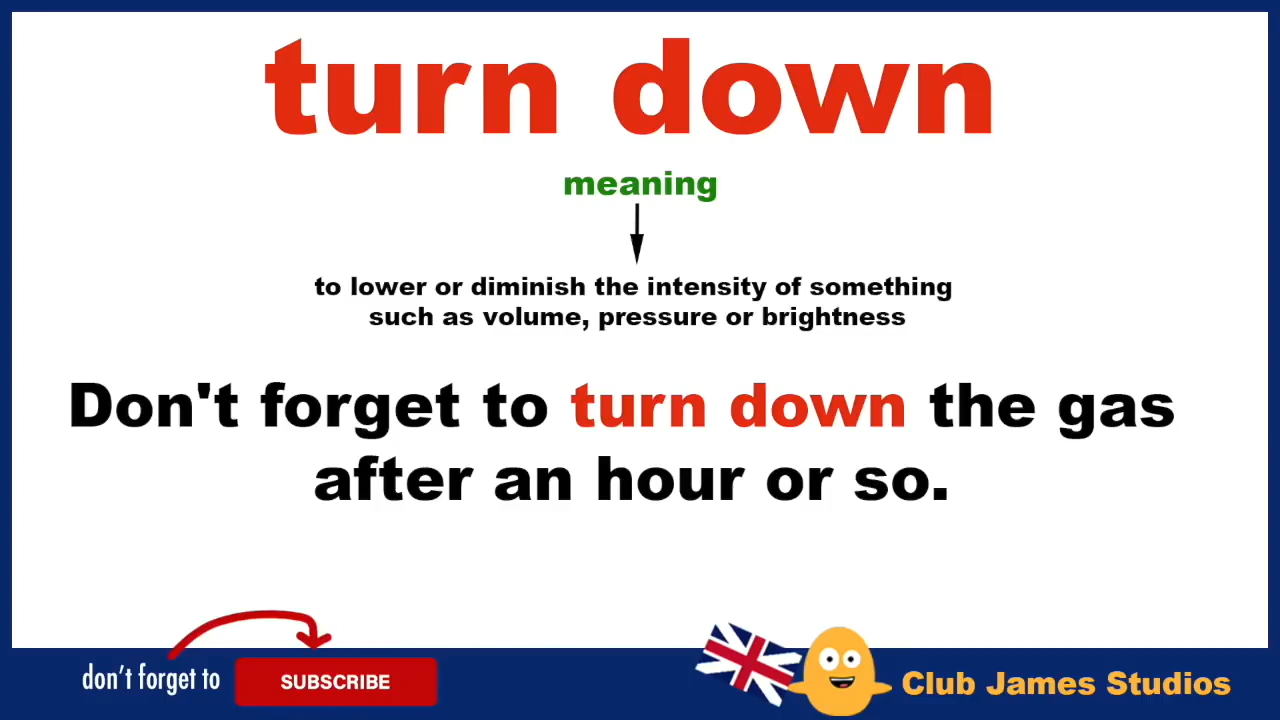 turn down
meaning
to lower or diminish the intensity of something
such as volume, pressure or brightness
Don't forget to turn down the gas
after an hour or so.
don't forget to SUBSCRIBE
Club James Studios